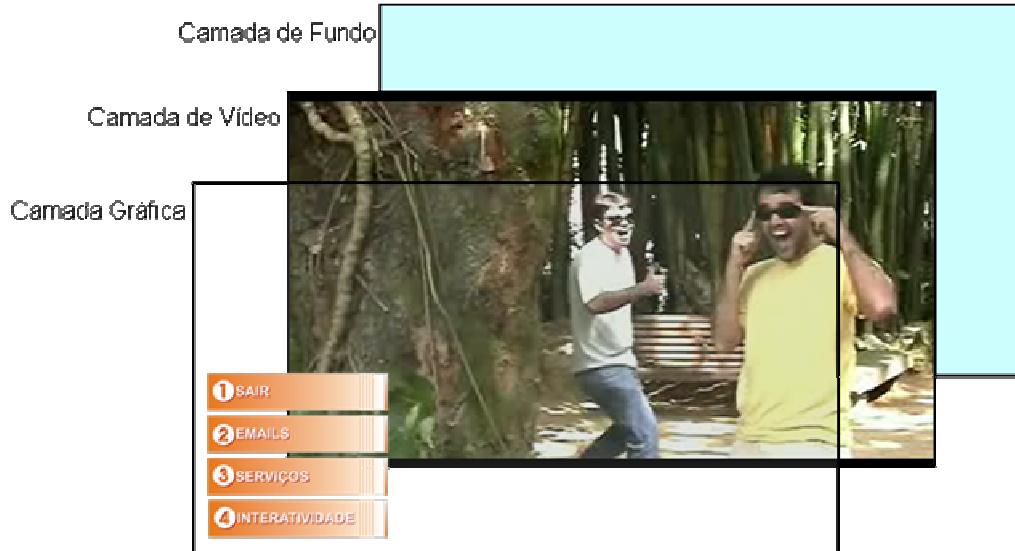 Camada de Fundo
Camada de Vídeo
Camada Gráfica
1 SAIR
2 EMAILS
3 SERVIÇOS
4 INTERATIVIDADE